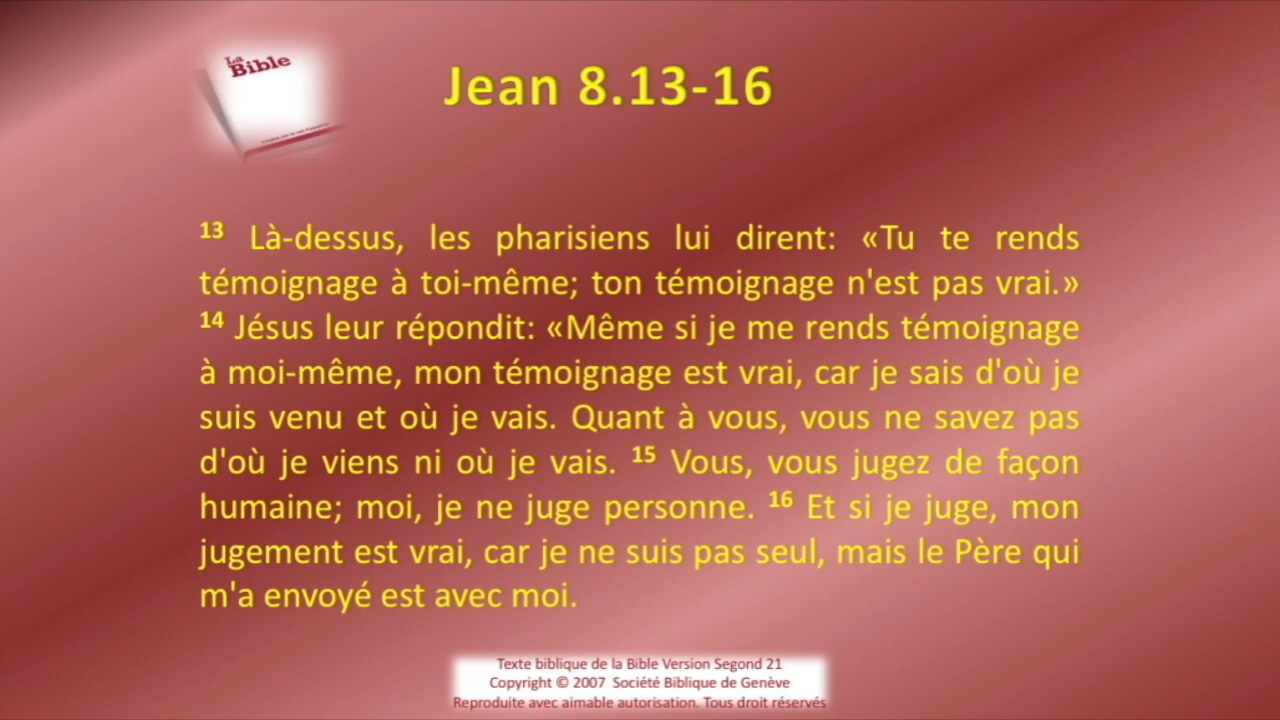 La
Bible
Jean 8.13-16
13 Là-dessus, les pharisiens lui dirent: «Tu te rends
témoignage à toi-même; ton témoignage n'est pas vrai.»
14 Jésus leur répondit: «Même si je me rends témoignage
à moi-même, mon témoignage est vrai, car je sais d'où je
suis venu et où je vais. Quant à vous, vous ne savez pas
d'où je viens ni où je vais. 15 Vous, vous jugez de façon
humaine; moi, je ne juge personne. 16 Et si je juge, mon
jugement est vrai, car je ne suis pas seul, mais le Père qui
m'a envoyé est avec moi.
Texte biblique de la Bible Version Segond 21
Copyright © 2007 Société Biblique de Genève
Reproduite avec aimable autorisation. Tous droit réservés